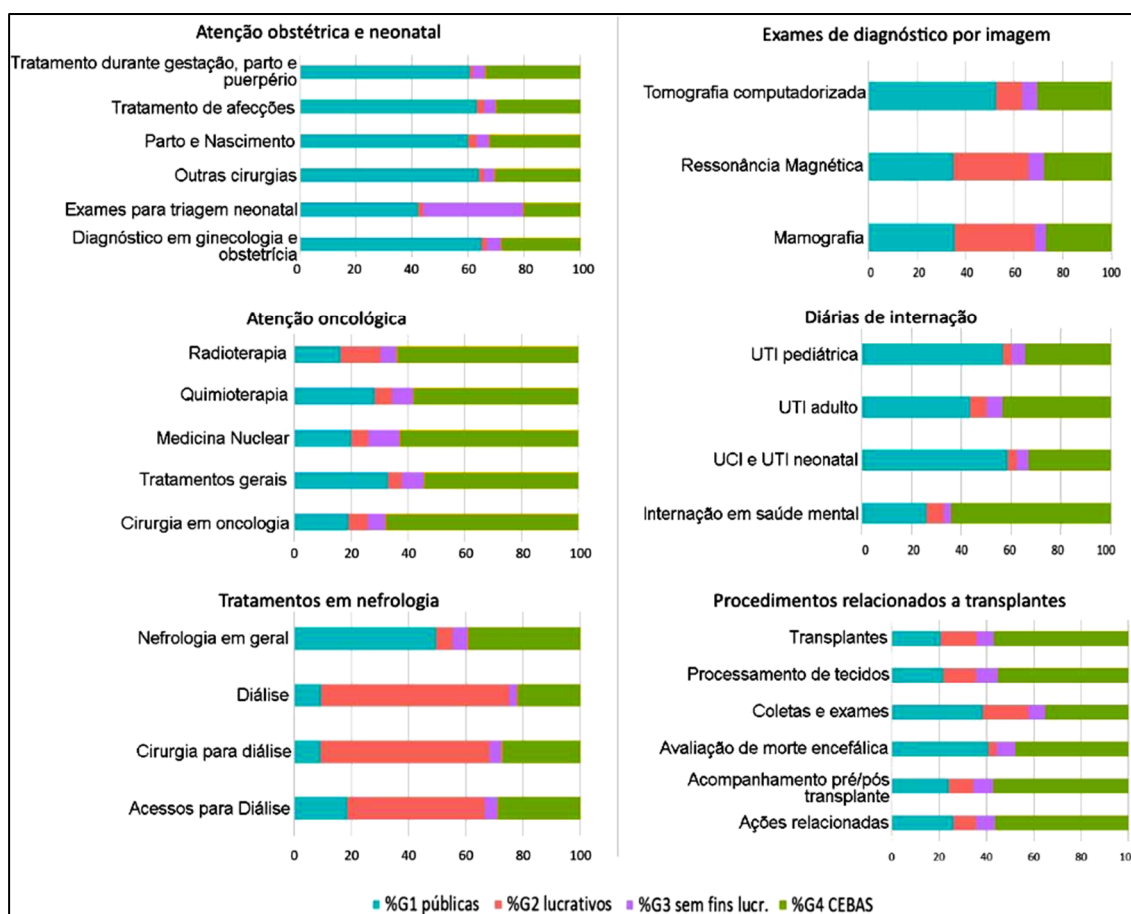 Atenção obstétrica e neonatal
Tratamento durante gestação, parto e
puerpério
Tratamento de afecções
Parto e Nascimento
Outras cirurgias
Exames para triagem neonatal
Diagnóstico em ginecologia e
obstetrícia
0 20 40 60 80 100
Exames de diagnóstico por imagem
Tomografia computadorizada
Ressonância Magnética
Mamografia
0 20 40 60 80 100
Atenção oncológica
Radioterapia
Quimioterapia
Medicina Nuclear
Tratamentos gerais
Cirurgia em oncologia
0 20 40 60 80 100
Diárias de internação
UTI pediátrica
UTI adulto
UCI e UTI neonatal
Internação em saúde mental
0 20 40 60 80 100
Tratamentos em nefrologia
Nefrologia em geral
Diálise
Cirurgia para diálise
Acessos para Diálise
0 20 40 60 80 100
Procedimentos relacionados a transplantes
Transplantes
Processamento de tecidos
Coletas e exames
Avaliação de morte encefálica
Acompanhamento pré/pós
transplante
Ações relacionadas
0 20 40 60 80
%G1 públicas %G2 lucrativos %G3 sem fins lucr. %G4 CEBAS